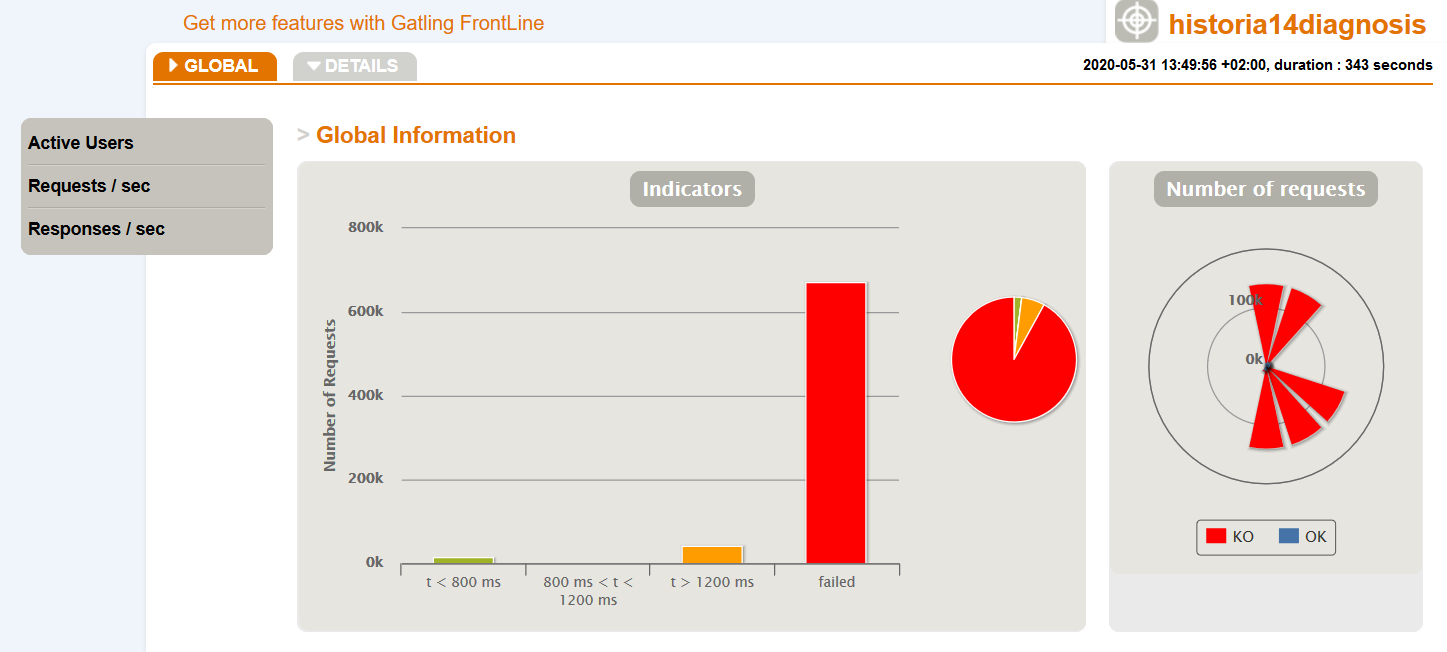 Get more features with Gatling FrontLine
historia14diagnosis
GLOBAL
DETAILS
2020-05-31 13:49:56 +02:00, duration : 343 seconds
Active Users
Requests / sec
Responses / sec
> Global Information
Indicators
Number of Requests
800k
600k
400k
200k
0k
t < 800 ms
800 ms < t <
1200 ms
t > 1200 ms
failed
Number of requests
100k
0k
KO
OK